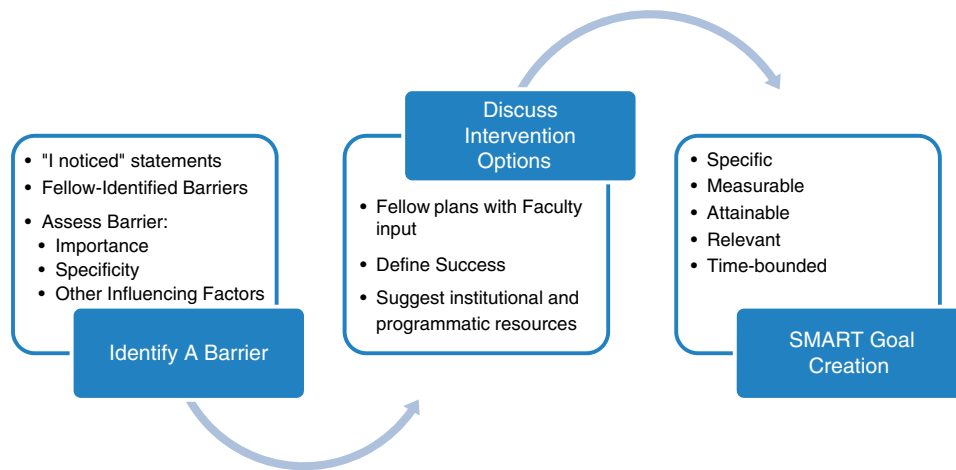 • "I noticed" statements
• Fellow-Identified Barriers
• Assess Barrier:
• Importance
• Specificity
• Other Influencing Factors
Identify A Barrier
Discuss
Intervention
Options
• Fellow plans with Faculty
input
• Define Success
• Suggest institutional and
programmatic resources
• Specific
• Measurable
• Attainable
• Relevant
• Time-bounded
SMART Goal
Creation